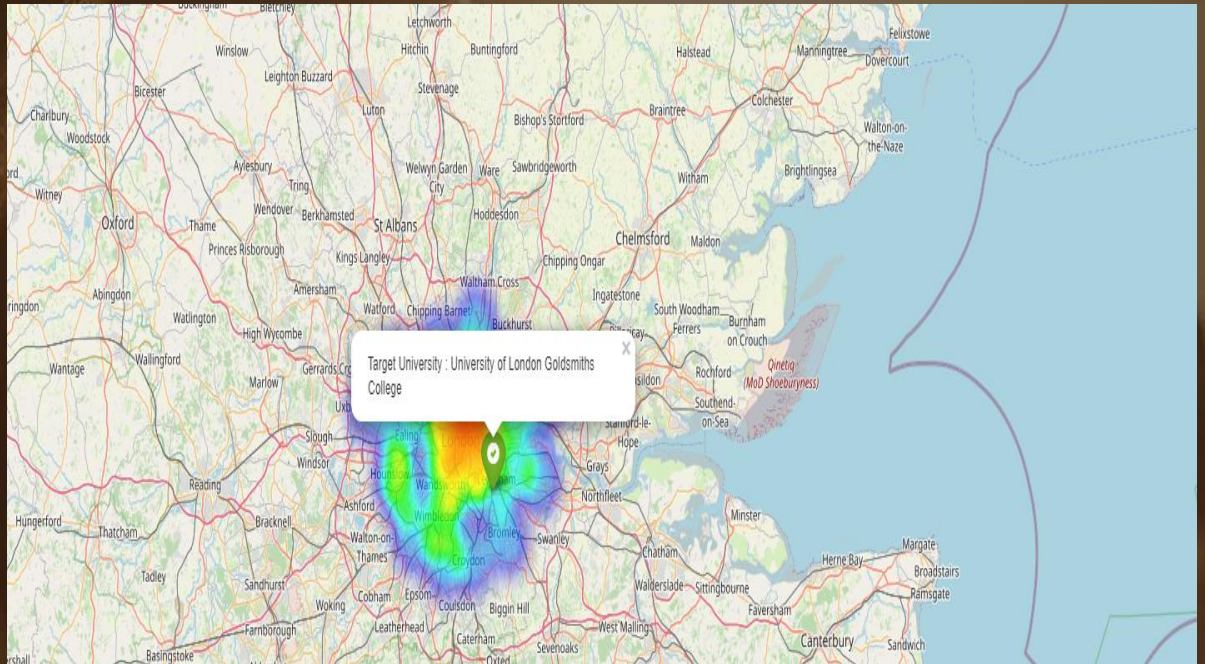 Buckingham
Bletchley
Letchworth
Felixstowe
Winslow
Hitchin
Buntingford
Halstead
Manningtree
Dovercourt
Leighton Buzzard
Bicester
Stevenage
Luton
Colchester
Braintree
Charlbury
Bishop's Stortford
Walton-on-
the-Naze
Woodstock
Aylesbury
Welwyn Garden
City
Ware
Sawbridgeworth
Brightlingsea
Witham
Tring
Witney
Wendover
Berkhamsted
Hoddesdon
Oxford
Thame
St Albans
Chelmsford
Maldon
Princes Risborough
Kings Langley
Chipping Ongar
Waltham Cross
Amersham
Abingdon
Ingatestone
Watford
Chipping Barnet
South Woodham
Ferrers
Burnham
on Crouch
Watlington
Buckhurst
High Wycombe
Wallingford
Wantage
Gerrards
Marlow
Rochford
Qinetiq
(MoD Shoeburyness)
Target University : University of London Goldsmiths
College
x
Southend-
on-Sea
Stanford-le-
Hope
Slough
Ealing
Windsor
Grays
Hounslow
Reading
Wandsworth
Northfleet
Ashford
Wimbledon
Hungerford
Thatcham
Bracknell
Walton-on-
Thames
Bromley
Swanley
Minster
Chatham
Croydon
Herne Bay
Margate
Broadstairs
Ramsgate
Tadley
Sandhurst
Cobham
Epsom
Walderslade
Sittingbourne
Woking
Coulsdon
Biggin Hill
Faversham
Farnborough
Leatherhead
West Malling
Caterham
Canterbury
Sandwich
Basingstoke
Oxted
Sevenoaks